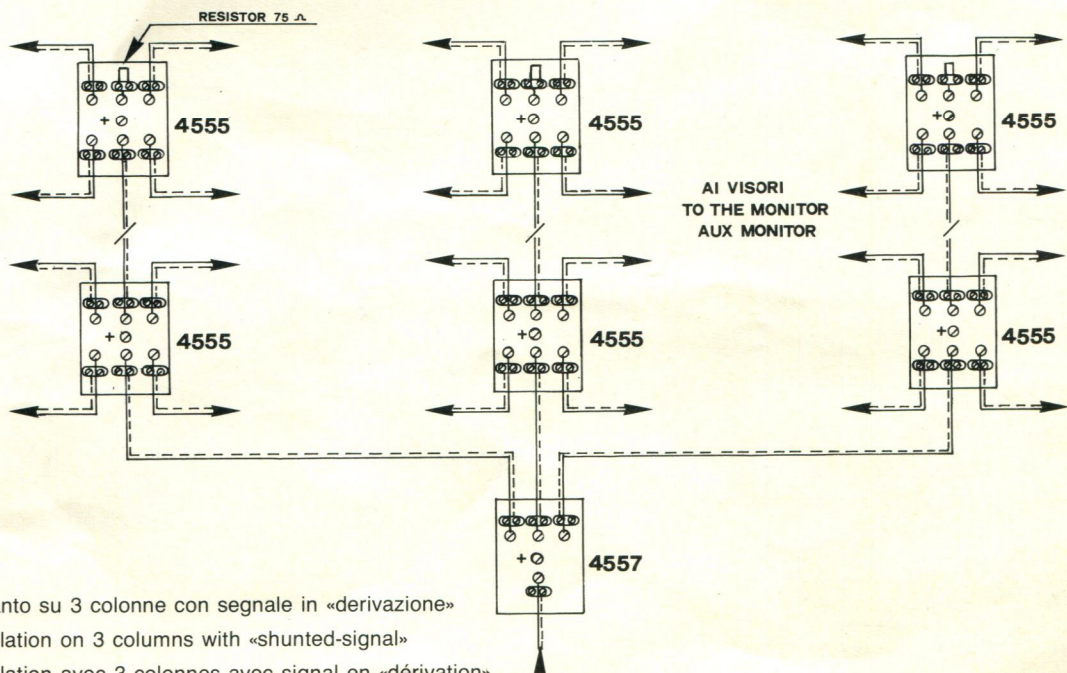 RESISTOR 75 Ω
4555
4555
4555
AI VISORI
TO THE MONITOR
AUX MONITOR
4555
4555
4555
4557
nto su 3 colonne con segnale in «derivazione»
lation on 3 columns with «shunted-signal»
lation avec 3 colonnes avec signal en «dérivation»